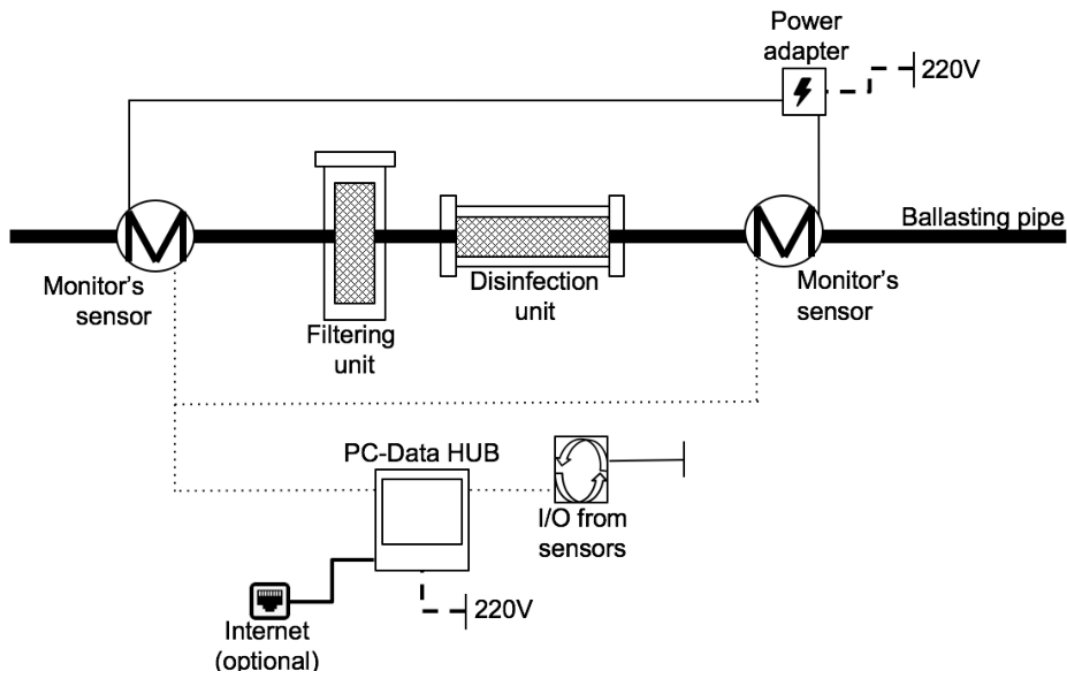 Power
adapter
220V
Ballasting pipe
Monitor's
sensor
Filtering
unit
Disinfection
unit
Monitor's
sensor
PC-Data HUB
I/O from
sensors
220V
Internet
(optional)